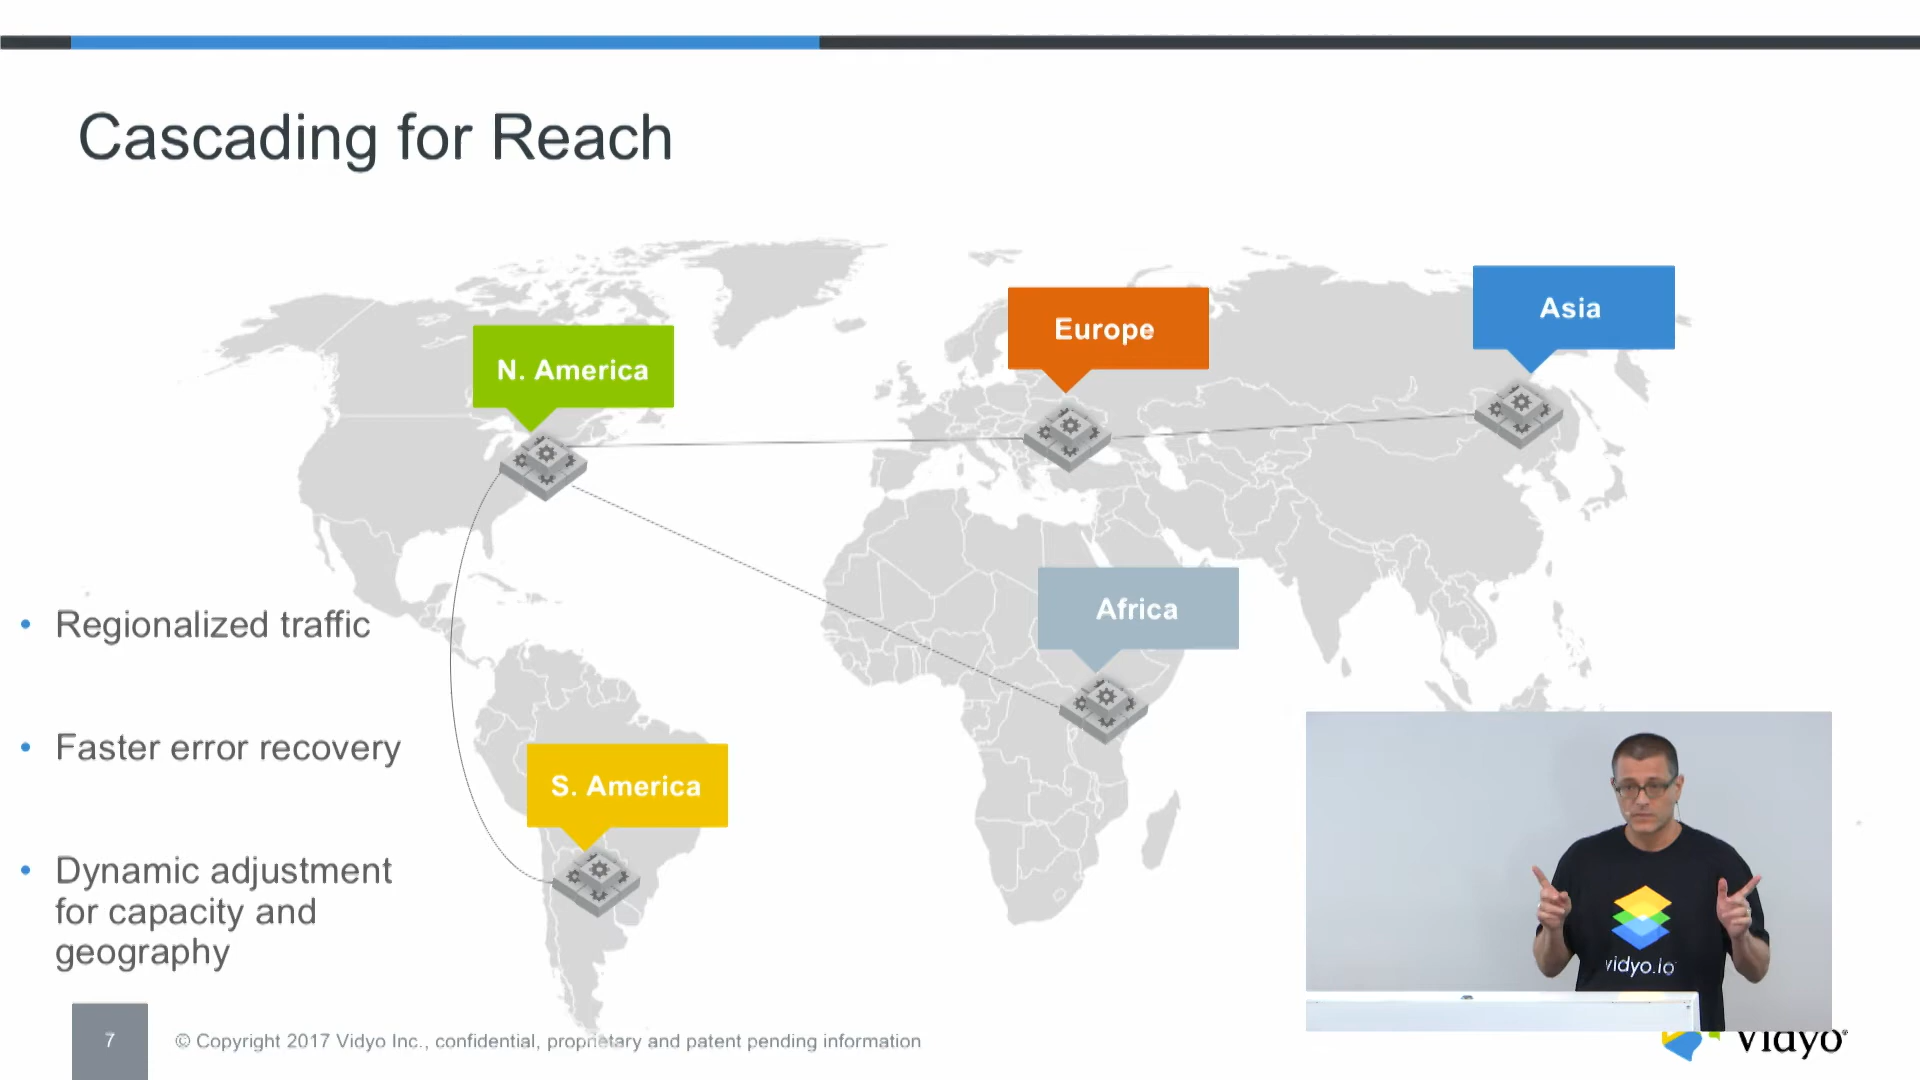 Cascading for Reach
N. America
Europe
Asia
Africa
S. America
• Regionalized traffic
• Faster error recovery
• Dynamic adjustment
for capacity and
geography
vidyo.io
7
© Copyright 2017 Vidyo Inc., confidential, proprietary and patent pending information
Vidyo